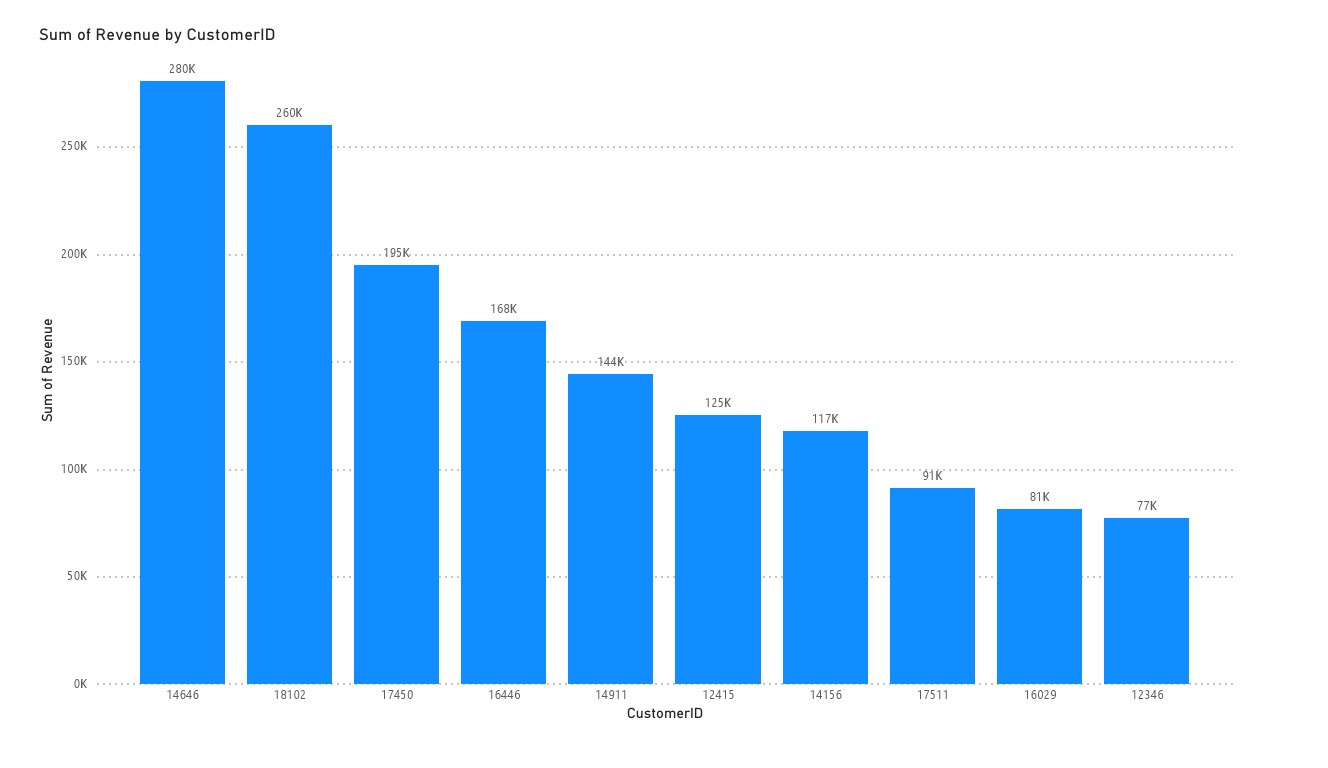 Sum of Revenue by CustomerID
280K
260K
250K
195K
200K
168K
144K
150K
125K
117K
91K
100K
81K
77K
50K
0K
Sum of Revenue
14646 18102 17450 16446 14911 12415 14156 17511 16029 12346
CustomerID